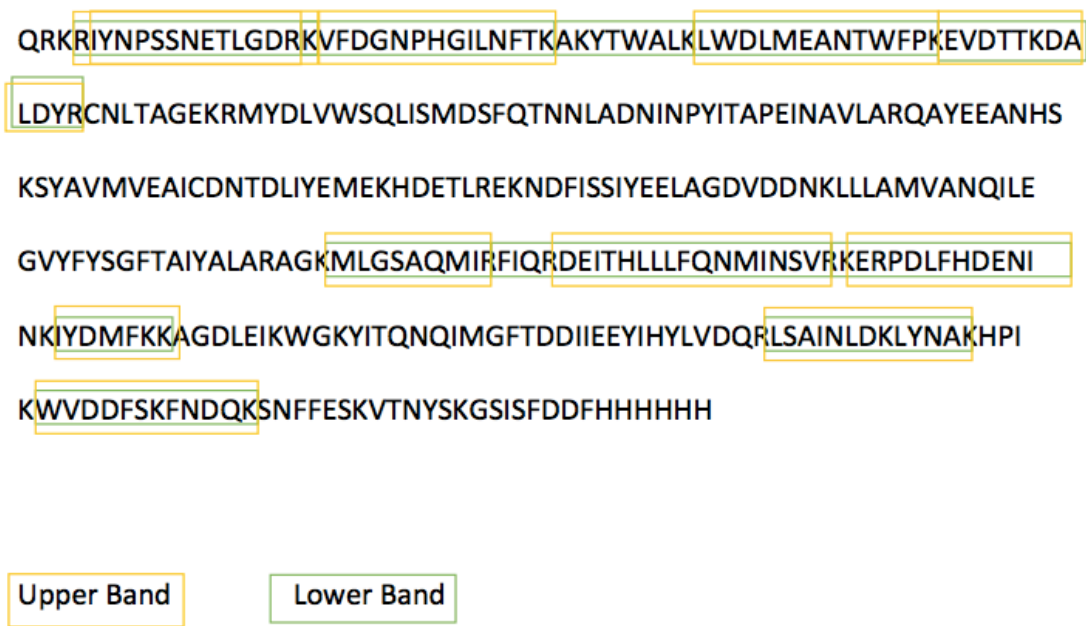 QRKRIYNPSSNETLGDRKVFDGNPHGILNFTKAKYTWALKLWDLMEANTWFPKEVDTTKDA
LDYRCNLTAGEKRMYDLVWSQLISMDSFQTNNLADNINPYITAPEINAVLARQAYEEANHS
KSYAVMVEAICDNTDLIYEMEKHDETLREKNDFISSIYEELAGDVDDNKLLLAMVANQILE
GVYFYSGFTAIYALARAGKMLGSAQMIRFIQRDEITHLLLFQNMINSVRKERPDLFHDENI
NKIYDMFKKAGDLEIKWGKYITQNQIMGFTDDIIEEYIHYLVDQRLSAINLDKLYNAKHPI
KWVDDFSKFNDQKSNFFESKVTNYSKGSISFDDFHHHHHH
Upper Band Lower Band